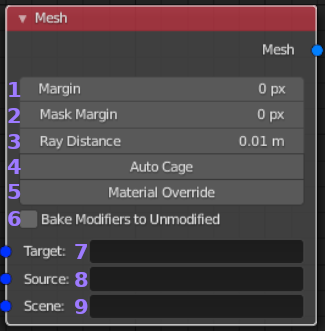 Mesh
Mesh
1 Margin 0 px
2 Mask Margin 0 px
3 Ray Distance 0.01 m
4 Auto Cage
5 Material Override
6 Bake Modifiers to Unmodified
Target: 7
Source: 8
Scene: 9